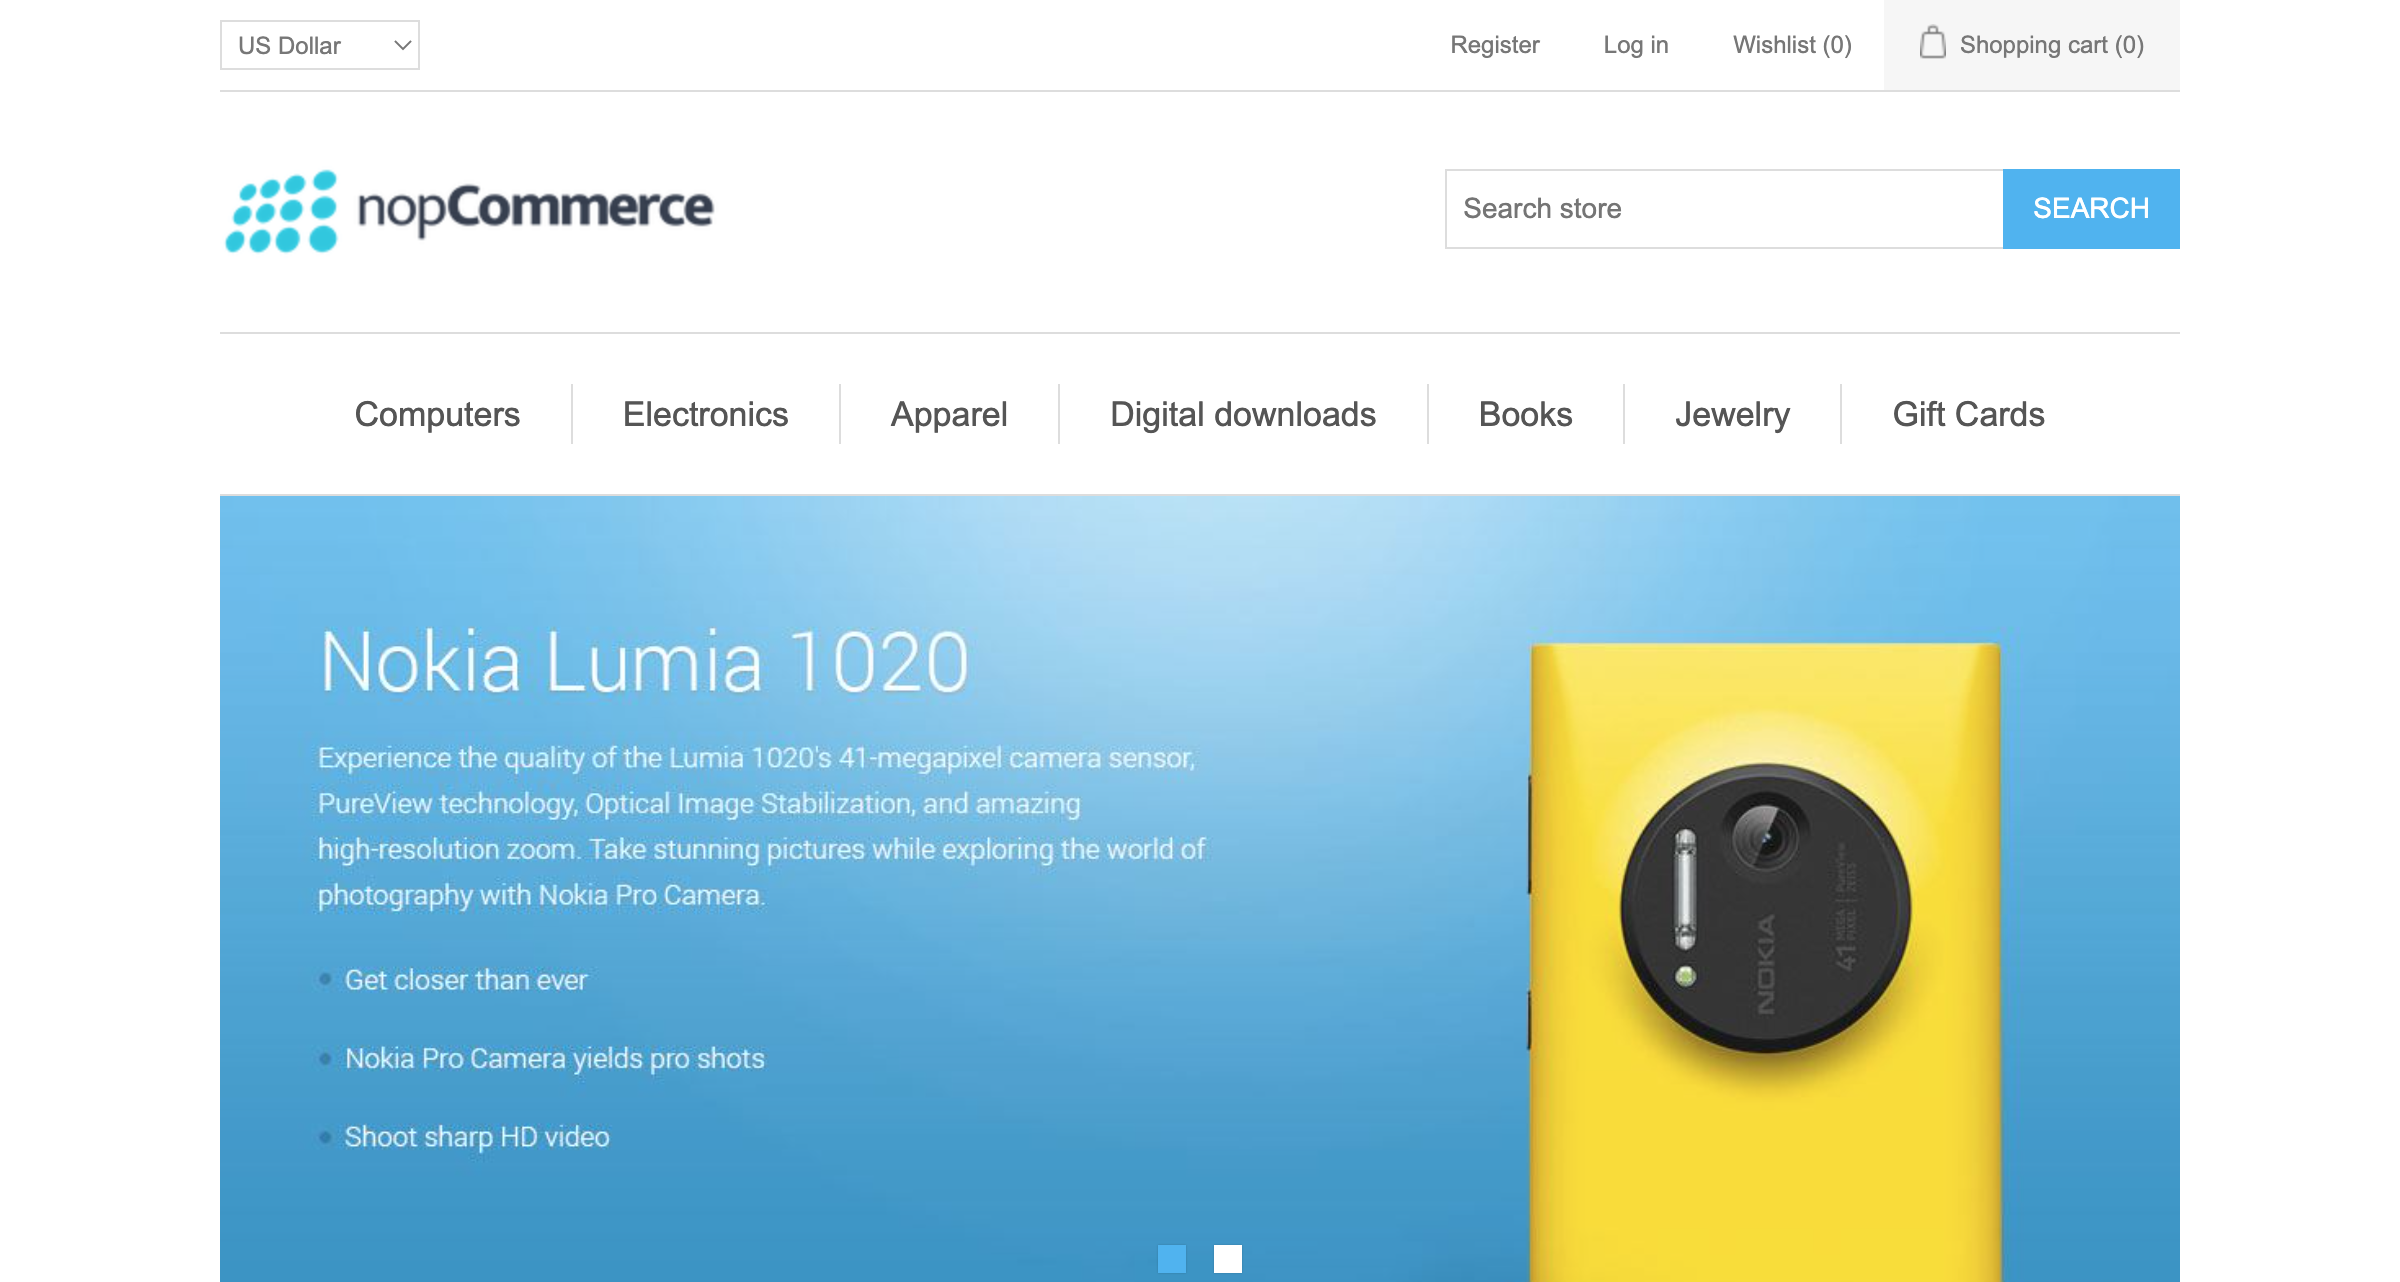 US Dollar
Register
Log in
Wishlist (0)
Shopping cart (0)
nopCommerce
Search store
SEARCH
Computers
Electronics
Apparel
Digital downloads
Books
Jewelry
Gift Cards
Nokia Lumia 1020
Experience the quality of the Lumia 1020's 41-megapixel camera sensor,
PureView technology, Optical Image Stabilization, and amazing
high-resolution zoom. Take stunning pictures while exploring the world of
photography with Nokia Pro Camera.
Get closer than ever
Nokia Pro Camera yields pro shots
Shoot sharp HD video
NOKIA
41 MEGA PIXEL | PureView ZEISS